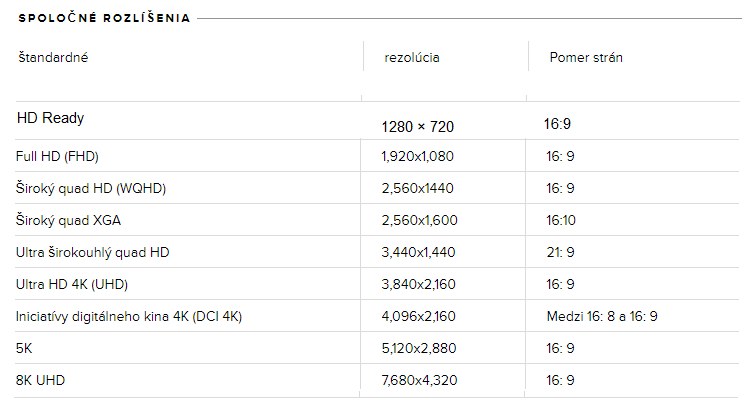 SPOLOČNÉ ROZLÍŠENIA
štandardné rezolúcia Pomer strán
HD Ready 1280 × 720 16:9
Full HD (FHD) 1,920x1,080 16: 9
Široký quad HD (WQHD) 2,560x1440 16: 9
Široký quad XGA 2,560x1,600 16:10
Ultra širokouhlý quad HD 3,440x1,440 21: 9
Ultra HD 4K (UHD) 3,840x2,160 16: 9
Iniciatívy digitálneho kina 4K (DCI 4K) 4,096x2,160 Medzi 16: 8 a 16: 9
5K 5,120x2,880 16: 9
8K UHD 7,680x4,320 16: 9